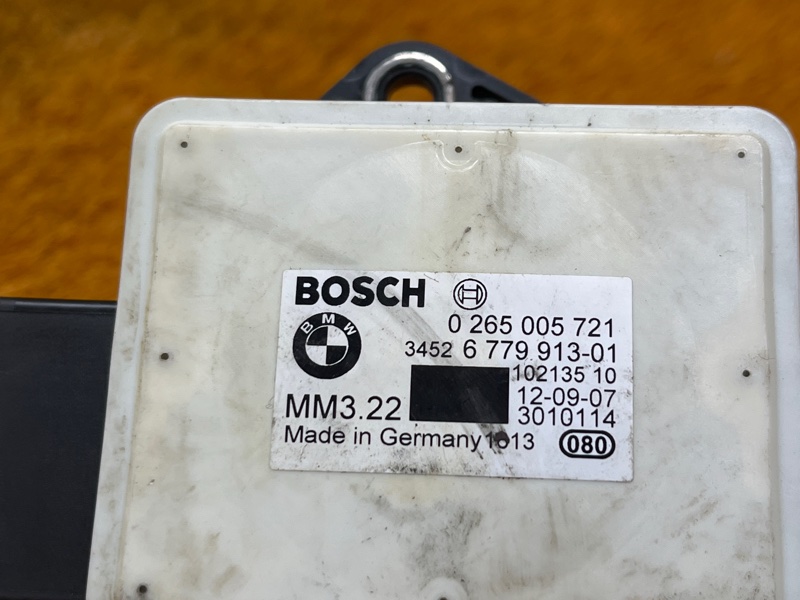 BOSCH
0 265 005 721
BMW
3452 6 779 913-01
102135 10
12-09-07
MM3.22
3010114
Made in Germany
080